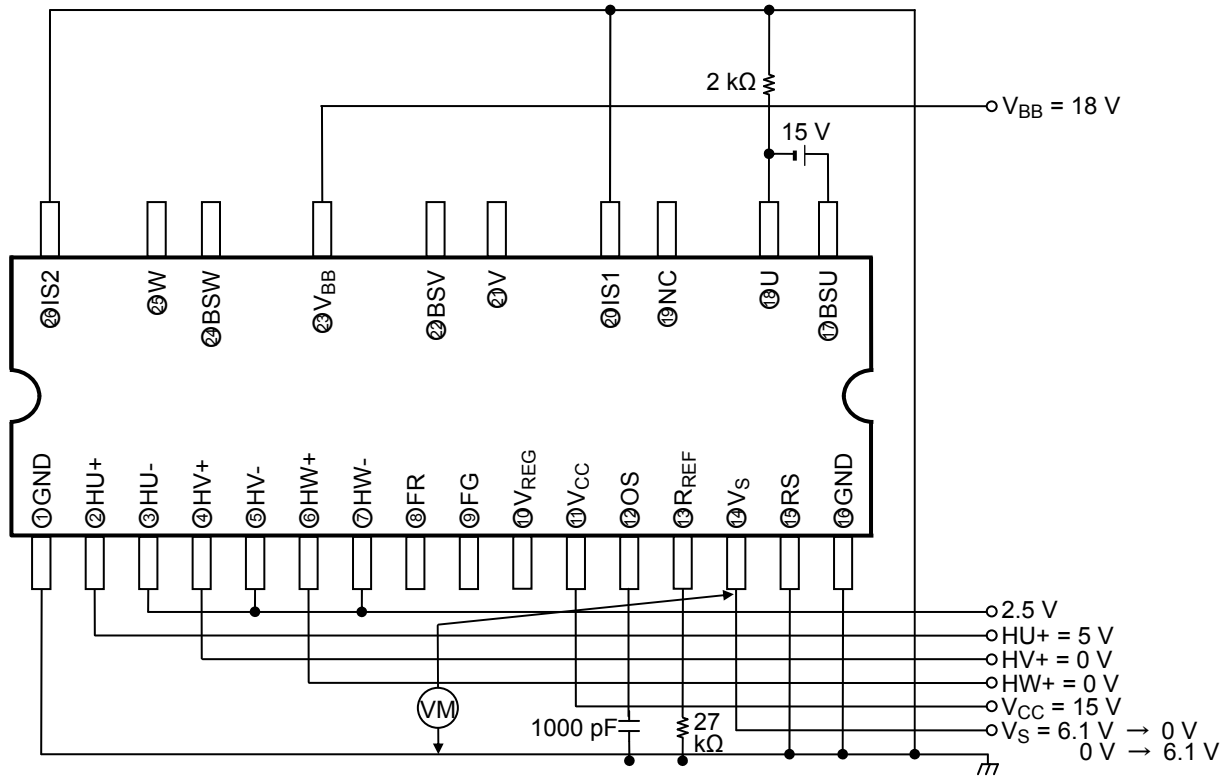 2 kΩ
V_BB = 18 V
15 V
㉖IS2
㉕W
㉔BSW
㉓V_BB
㉒BSV
㉑V
⑳IS1
⑲NC
⑱U
⑰BSU
①GND
②HU+
③HU-
④HV+
⑤HV-
⑥HW+
⑦HW-
⑧FR
⑨FG
⑩V_REG
⑪V_CC
⑫OS
⑬R_REF
⑭V_S
⑮RS
⑯GND
2.5 V
HU+ = 5 V
HV+ = 0 V
HW+ = 0 V
V_CC = 15 V
VM
1000 pF
27
kΩ
V_S = 6.1 V → 0 V
0 V → 6.1 V